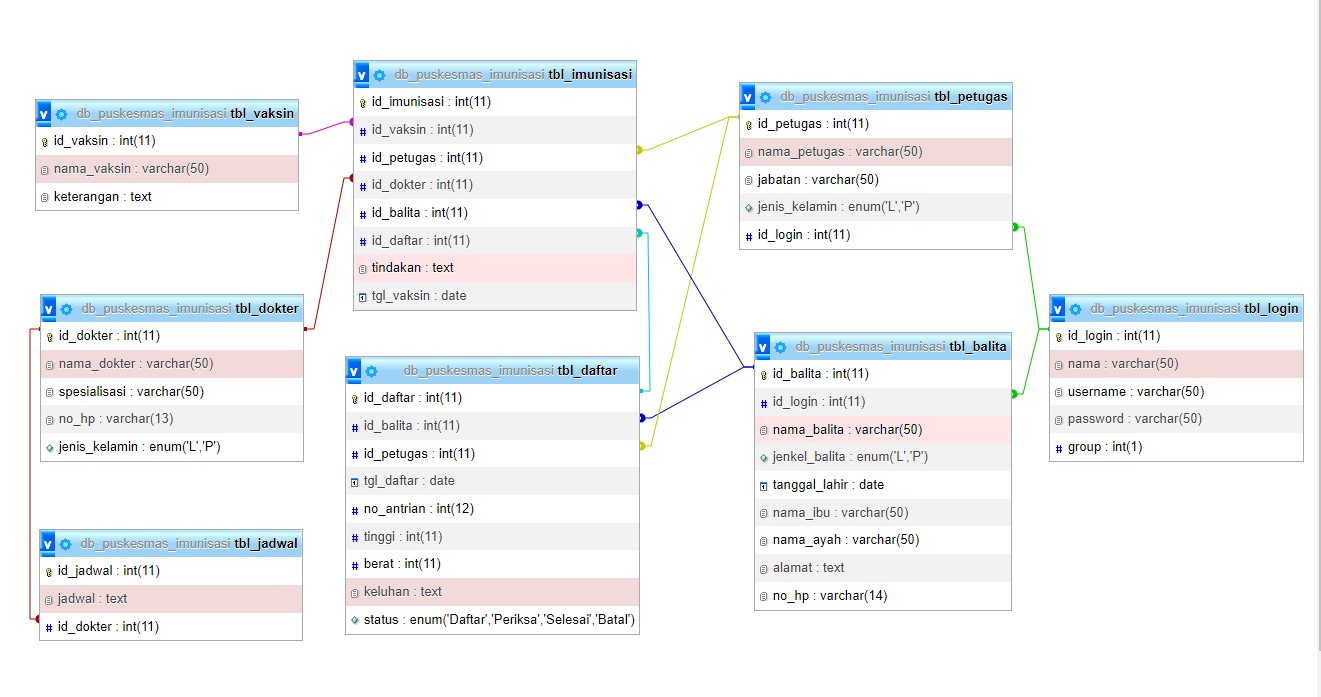 db_puskesmas_imunisasi tbl_vaksin
id_vaksin : int(11)
nama_vaksin : varchar(50)
keterangan : text
db_puskesmas_imunisasi tbl_imunisasi
id_imunisasi : int(11)
id_vaksin : int(11)
id_petugas : int(11)
id_dokter : int(11)
id_balita : int(11)
id_daftar : int(11)
tindakan : text
tgl_vaksin : date
db_puskesmas_imunisasi tbl_petugas
id_petugas : int(11)
nama_petugas : varchar(50)
jabatan : varchar(50)
jenis_kelamin : enum('L','P')
id_login : int(11)
db_puskesmas_imunisasi tbl_dokter
id_dokter : int(11)
nama_dokter : varchar(50)
spesialisasi : varchar(50)
no_hp : varchar(13)
jenis_kelamin : enum('L','P')
db_puskesmas_imunisasi tbl_daftar
id_daftar : int(11)
id_balita : int(11)
id_petugas : int(11)
tgl_daftar : date
no_antrian : int(12)
tinggi : int(11)
berat : int(11)
keluhan : text
status : enum('Daftar','Periksa','Selesai','Batal')
db_puskesmas_imunisasi tbl_balita
id_balita : int(11)
id_login : int(11)
nama_balita : varchar(50)
jenkel_balita : enum('L','P')
tanggal_lahir : date
nama_ibu : varchar(50)
nama_ayah : varchar(50)
alamat : text
no_hp : varchar(14)
db_puskesmas_imunisasi tbl_login
id_login : int(11)
nama : varchar(50)
username : varchar(50)
password : varchar(50)
group : int(1)
db_puskesmas_imunisasi tbl_jadwal
id_jadwal : int(11)
jadwal : text
id_dokter : int(11)